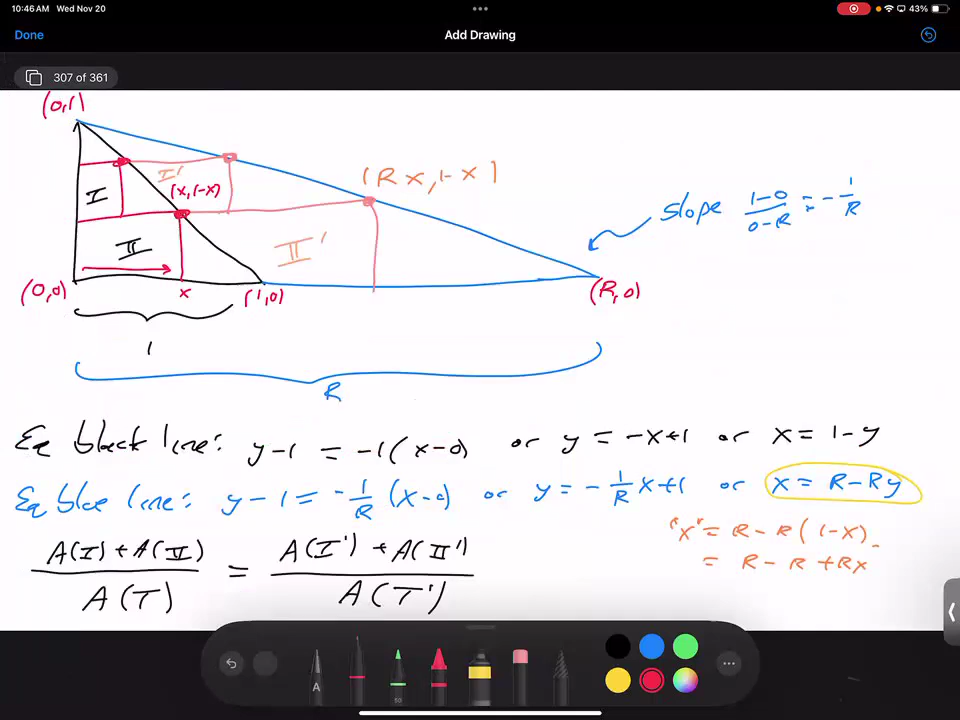 10:46 AM Wed Nov 20
43%
Done
Add Drawing
307 of 361
(0,1)
I
I'
(x,1-x)
(Rx,1-x)
slope 1-0/0-R = -1/R
II
II'
(0,0)
x
(1,0)
(R,0)
1
R
Eq black line: y-1 = -1(x-0) or y = -x+1 or x = 1-y
Eq blue line: y-1 = -1/R (x-0) or y = -1/R x+1 or x = R-Ry
"x" = R-R(1-x)
= R-R+Rx
A(I)+A(II)/A(T) = A(I')+A(II')/A(T')
A
50